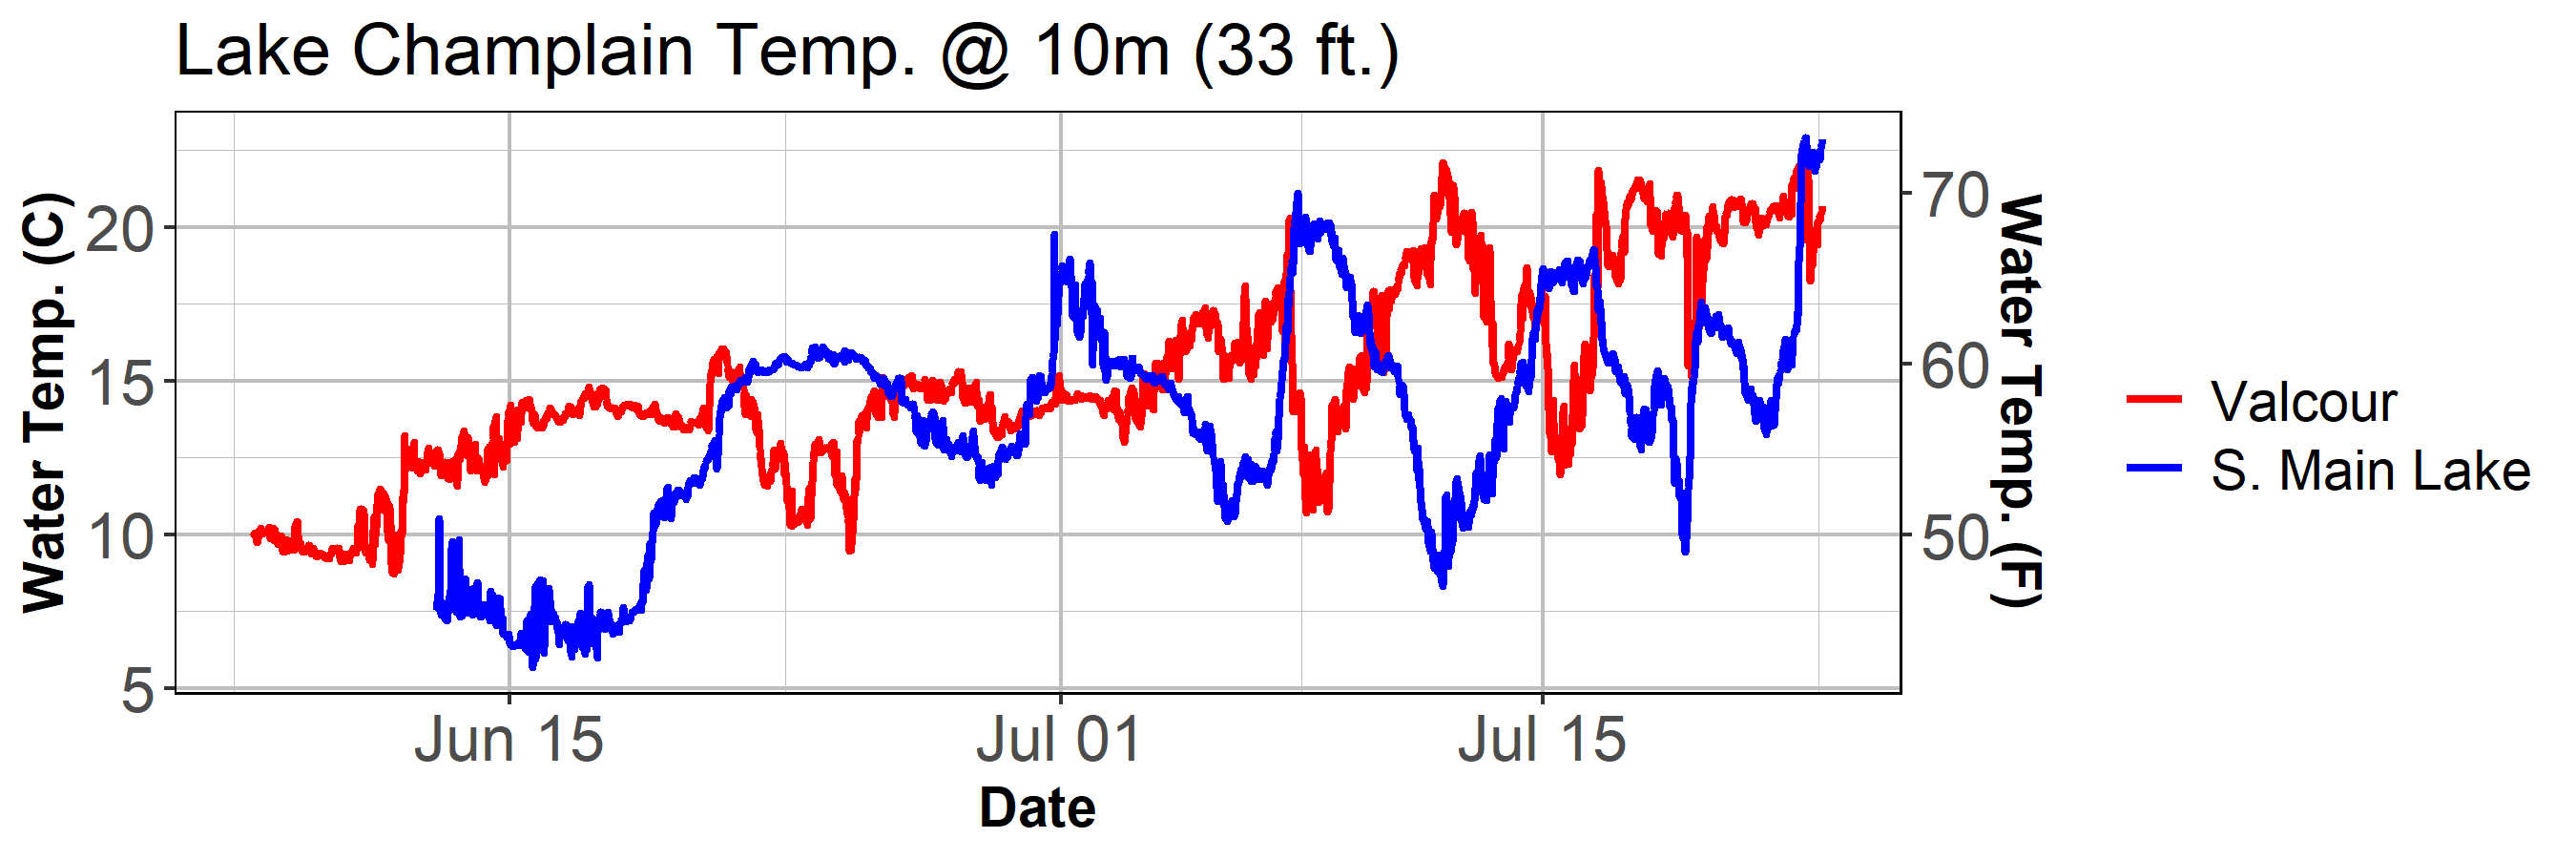 Lake Champlain Temp. @ 10m (33 ft.)
Water Temp. (C)
20
15
10
5
70
60
50
Water Temp. (F)
Jun 15
Jul 01
Jul 15
Date
Valcour
S. Main Lake